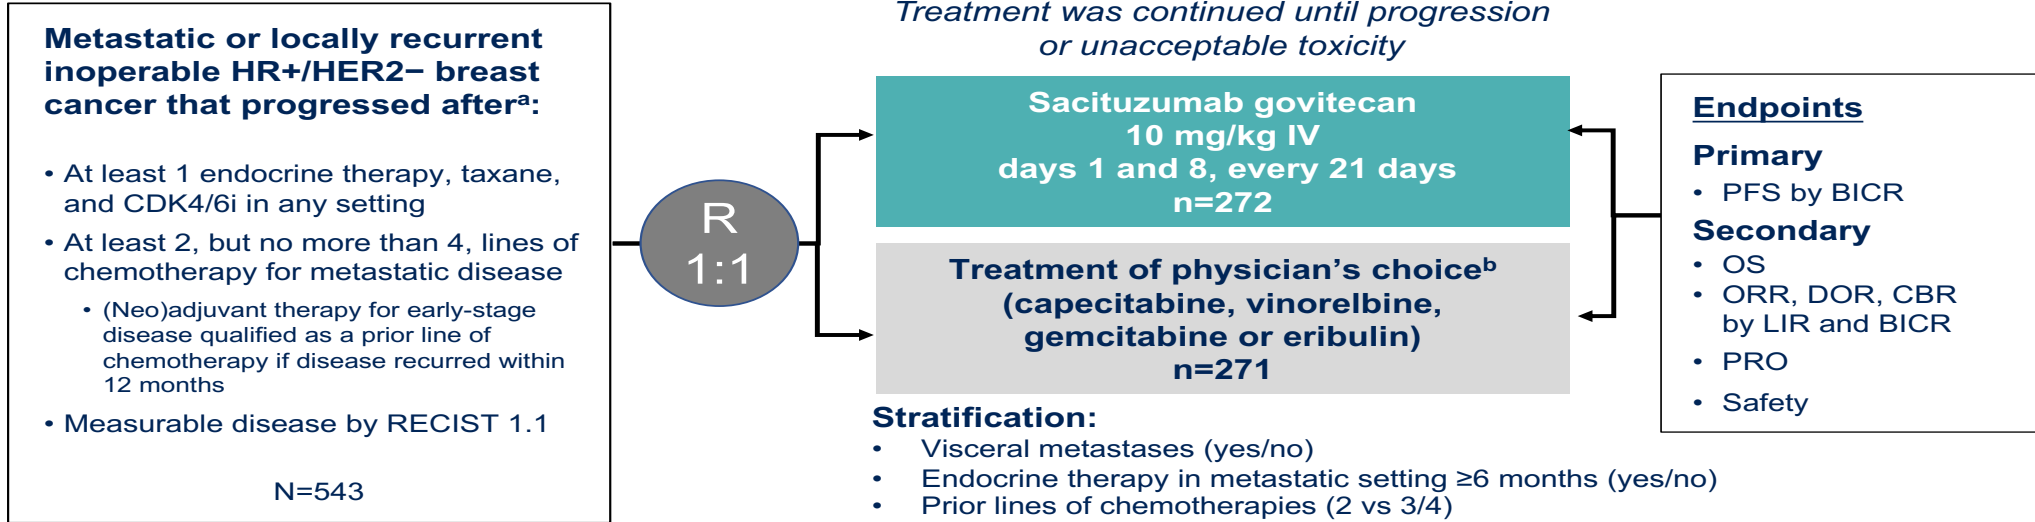 Metastatic or locally recurrent
inoperable HR+/HER2− breast
cancer that progressed afterᵃ:
• At least 1 endocrine therapy, taxane,
and CDK4/6i in any setting
• At least 2, but no more than 4, lines of
chemotherapy for metastatic disease
• (Neo)adjuvant therapy for early-stage
disease qualified as a prior line of
chemotherapy if disease recurred within
12 months
• Measurable disease by RECIST 1.1
N=543
R
1:1
Treatment was continued until progression
or unacceptable toxicity
Sacituzumab govitecan
10 mg/kg IV
days 1 and 8, every 21 days
n=272
Treatment of physician’s choiceᵇ
(capecitabine, vinorelbine,
gemcitabine or eribulin)
n=271
Stratification:
• Visceral metastases (yes/no)
• Endocrine therapy in metastatic setting ≥6 months (yes/no)
• Prior lines of chemotherapies (2 vs 3/4)
Endpoints
Primary
• PFS by BICR
Secondary
• OS
• ORR, DOR, CBR
by LIR and BICR
• PRO
• Safety